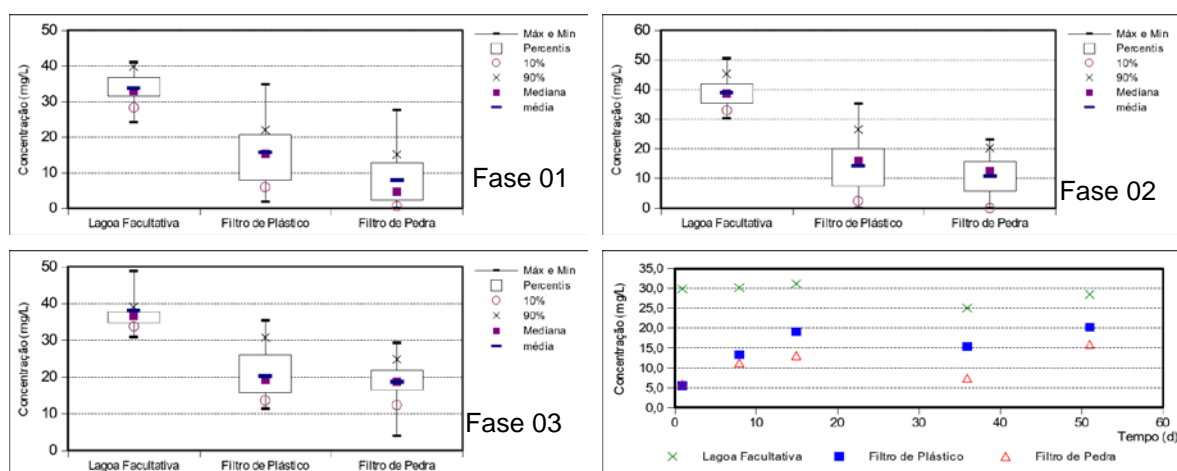 Concentração (mg/L)
50
40
30
20
10
0
Lagoa Facultativa
Filtro de Plástico
Filtro de Pedra
Máx e Min
Percentis
10%
90%
Mediana
média
Fase 01
Concentração (mg/L)
60
50
40
30
20
10
0
Lagoa Facultativa
Filtro de Plástico
Filtro de Pedra
Máx e Min
Percentis
10%
90%
Mediana
média
Fase 02
Concentração (mg/L)
50
40
30
20
10
0
Lagoa Facultativa
Filtro de Plástico
Filtro de Pedra
Máx e Min
Percentis
10%
90%
Mediana
média
Fase 03
Concentração (mg/L)
35,0
30,0
25,0
20,0
15,0
10,0
5,0
0,0
0 10 20 30 40 50 60
Tempo (d)
Lagoa Facultativa
Filtro de Plástico
Filtro de Pedra